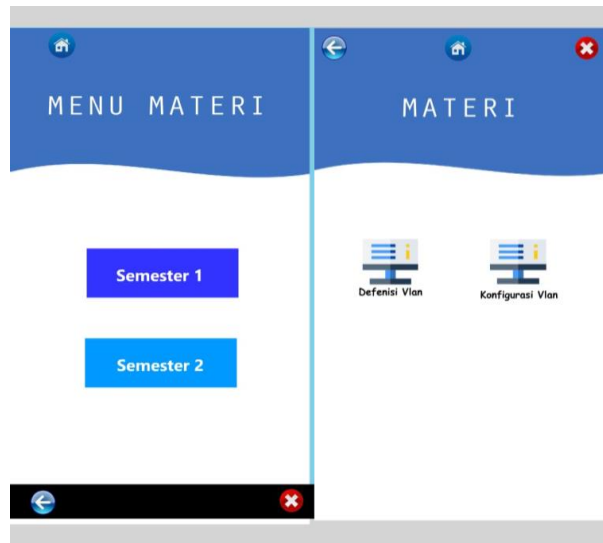 MENU MATERI
Semester 1
Semester 2
MATERI
Defenisi Vlan
Konfigurasi Vlan